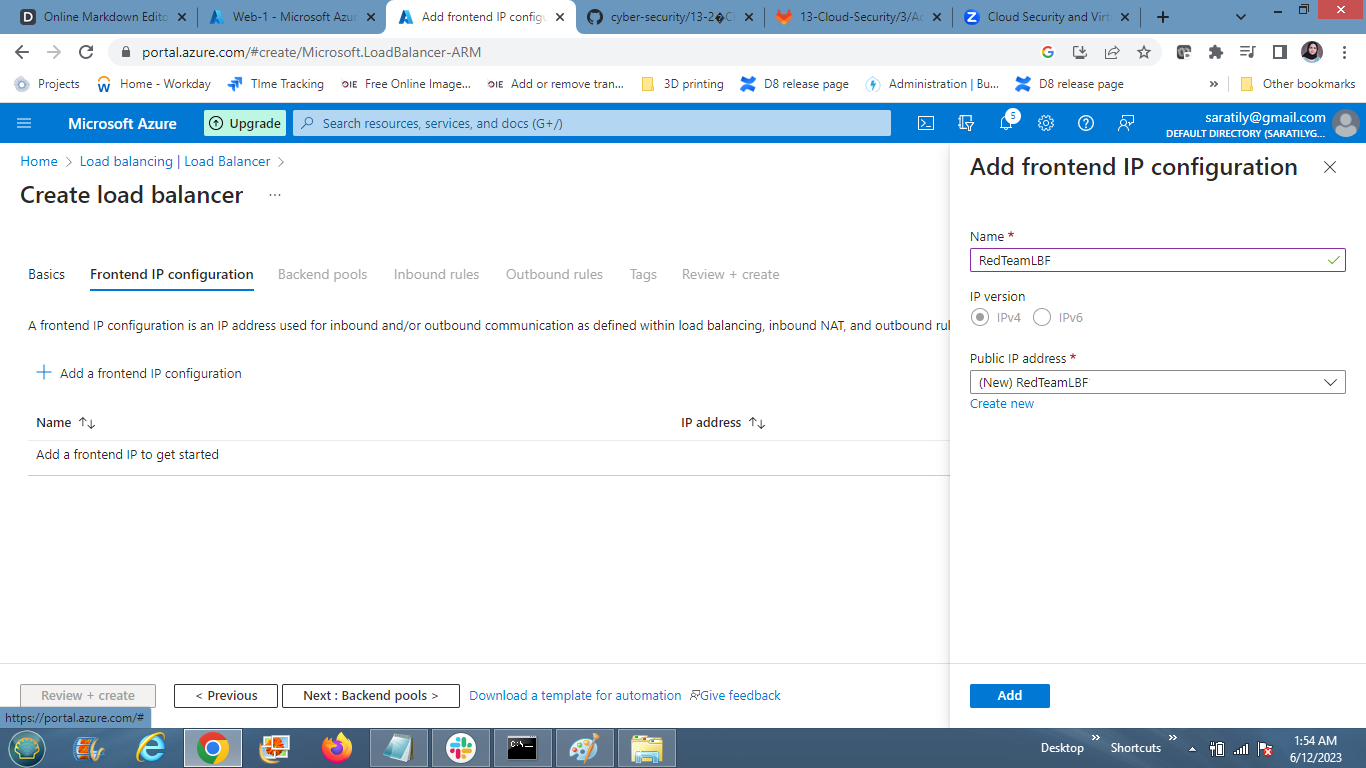 Online Markdown Edito
Web-1 - Microsoft Azur
Add frontend IP configu
cyber-security/13-2�Cl
13-Cloud-Security/3/Ac
Cloud Security and Virt
portal.azure.com/#create/Microsoft.LoadBalancer-ARM
Projects
Home - Workday
TIme Tracking
OIE Free Online Image...
OIE Add or remove tran...
3D printing
D8 release page
Administration | Bu...
D8 release page
»
Other bookmarks
Microsoft Azure
Upgrade
Search resources, services, and docs (G+/)
5
saratily@gmail.com
DEFAULT DIRECTORY (SARATILYG...
Home > Load balancing | Load Balancer >
Create load balancer ...
Basics
Frontend IP configuration
Backend pools
Inbound rules
Outbound rules
Tags
Review + create
A frontend IP configuration is an IP address used for inbound and/or outbound communication as defined within load balancing, inbound NAT, and outbound rul
+ Add a frontend IP configuration
Name ↑↓
IP address ↑↓
Add a frontend IP to get started
Review + create
< Previous
Next : Backend pools >
Download a template for automation
Give feedback
Add frontend IP configuration
Name *
RedTeamLBF
IP version
IPv4
IPv6
Public IP address *
(New) RedTeamLBF
Create new
Add
https://portal.azure.com/#
C:\-
Desktop »
Shortcuts »
1:54 AM
6/12/2023